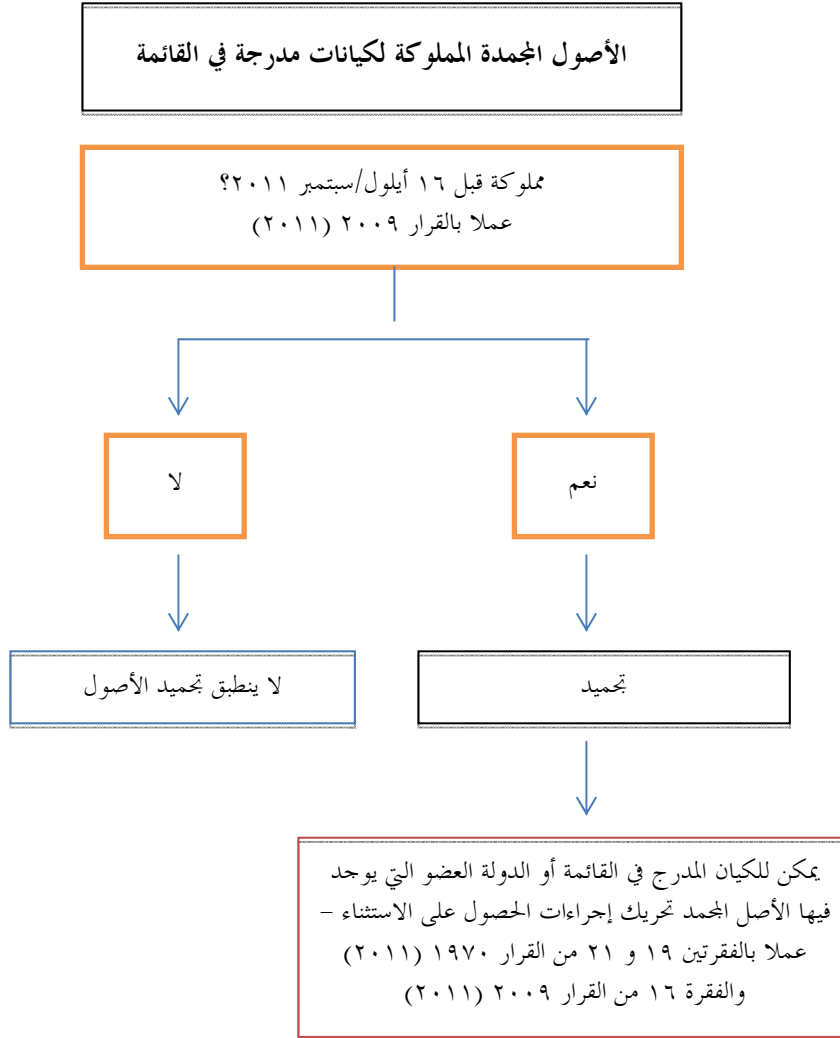 الأصول المجمدة المملوكة لكيانات مدرجة في القائمة
مملوكة قبل ١٦ أيلول/سبتمبر ٢٠١١؟
عملا بالقرار ٢٠٠٩ (٢٠١١)
نعم
لا
تجميد
لا ينطبق تجميد الأصول
يمكن للكيان المدرج في القائمة أو الدولة العضو التي يوجد
فيها الأصل المجمد تحريك إجراءات الحصول على الاستثناء –
عملا بالفقرتين ١٩ و ٢١ من القرار ١٩٧٠ (٢٠١١)
والفقرة ١٦ من القرار ٢٠٠٩ (٢٠١١)